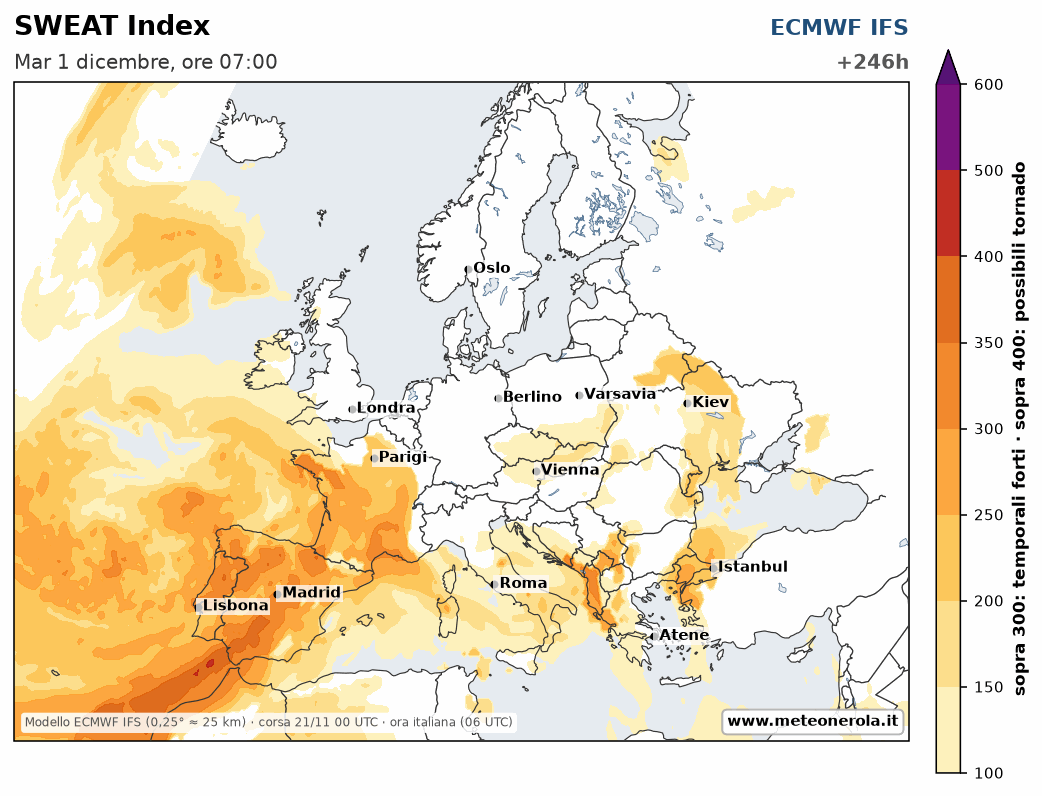 SWEAT Index
ECMWF IFS
Mar 1 dicembre, ore 07:00
+246h
600
500
400
350
300
250
200
150
100
sopra 300: temporali forti · sopra 400: possibili tornado
Oslo
Berlino
Varsavia
Kiev
Londra
Parigi
Vienna
Istanbul
Roma
Madrid
Lisbona
Atene
Modello ECMWF IFS (0,25° ≈ 25 km) · corsa 21/11 00 UTC · ora italiana (06 UTC)
www.meteonerola.it